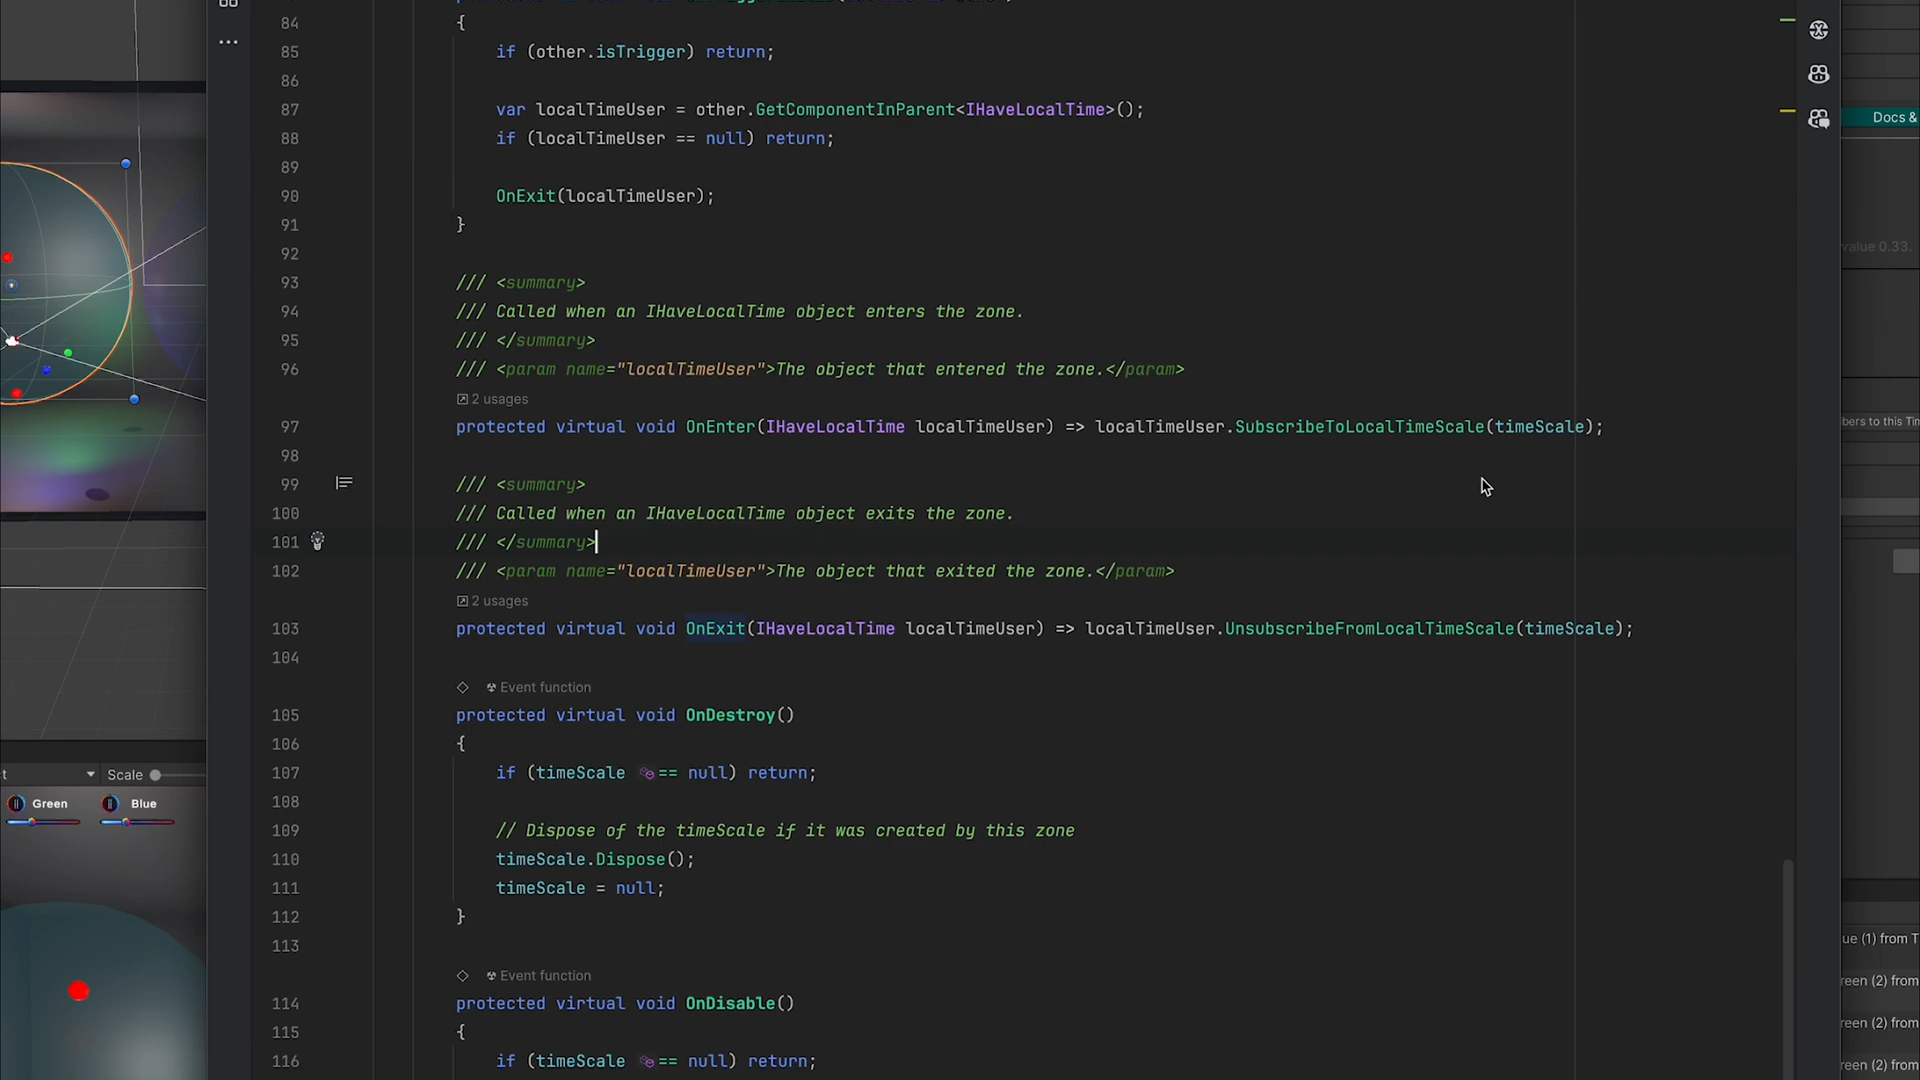 84 {
85 if (other.isTrigger) return;
86
87 var localTimeUser = other.GetComponentInParent<IHaveLocalTime>();
88 if (localTimeUser == null) return;
89
90 OnExit(localTimeUser);
91 }
92
93 /// <summary>
94 /// Called when an IHaveLocalTime object enters the zone.
95 /// </summary>
96 /// <param name="localTimeUser">The object that entered the zone.</param>
2 usages
97 protected virtual void OnEnter(IHaveLocalTime localTimeUser) => localTimeUser.SubscribeToLocalTimeScale(timeScale);
98
99 /// <summary>
100 /// Called when an IHaveLocalTime object exits the zone.
101 /// </summary>
102 /// <param name="localTimeUser">The object that exited the zone.</param>
2 usages
103 protected virtual void OnExit(IHaveLocalTime localTimeUser) => localTimeUser.UnsubscribeFromLocalTimeScale(timeScale);
104
Event function
105 protected virtual void OnDestroy()
106 {
107 if (timeScale == null) return;
108
109 // Dispose of the timeScale if it was created by this zone
110 timeScale.Dispose();
111 timeScale = null;
112 }
113
Event function
114 protected virtual void OnDisable()
115 {
116 if (timeScale == null) return;
Scale
Green Blue
Docs &
value 0.33.
bers to this Tim
ue (1) from T
reen (2) from
reen (2) from
reen (2) from